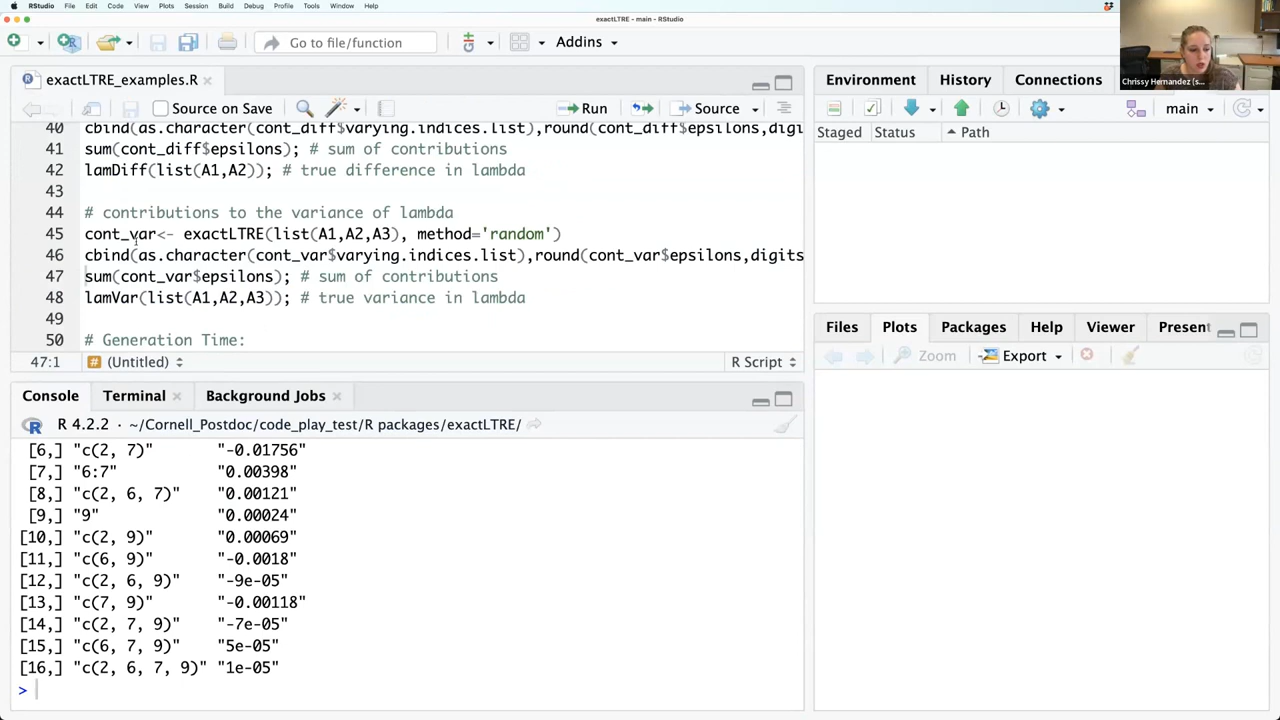 RStudio File Edit Code View Plots Session Build Debug Profile Tools Window Help
exactLTRE - main - RStudio
Go to file/function Addins
exactLTRE_examples.R
Source on Save Run Source
40 cbind(as.character(cont_diff$varying.indices.list),round(cont_diff$epsilons,digit
41 sum(cont_diff$epsilons); # sum of contributions
42 lamDiff(list(A1,A2)); # true difference in lambda
43
44 # contributions to the variance of lambda
45 cont_var<- exactLTRE(list(A1,A2,A3), method='random')
46 cbind(as.character(cont_var$varying.indices.list),round(cont_var$epsilons,digits
47 sum(cont_var$epsilons); # sum of contributions
48 lamVar(list(A1,A2,A3)); # true variance in lambda
49
50 # Generation Time:
47:1 # (Untitled) R Script
Console Terminal Background Jobs
R 4.2.2 · ~/Cornell_Postdoc/code_play_test/R packages/exactLTRE/
[6,] "c(2, 7)" "-0.01756"
[7,] "6:7" "0.00398"
[8,] "c(2, 6, 7)" "0.00121"
[9,] "9" "0.00024"
[10,] "c(2, 9)" "0.00069"
[11,] "c(6, 9)" "-0.0018"
[12,] "c(2, 6, 9)" "-9e-05"
[13,] "c(7, 9)" "-0.00118"
[14,] "c(2, 7, 9)" "-7e-05"
[15,] "c(6, 7, 9)" "5e-05"
[16,] "c(2, 6, 7, 9)" "1e-05"
>
Environment History Connections
main
Staged Status Path
Files Plots Packages Help Viewer Present
Zoom Export
Chrissy Hernandez (s...